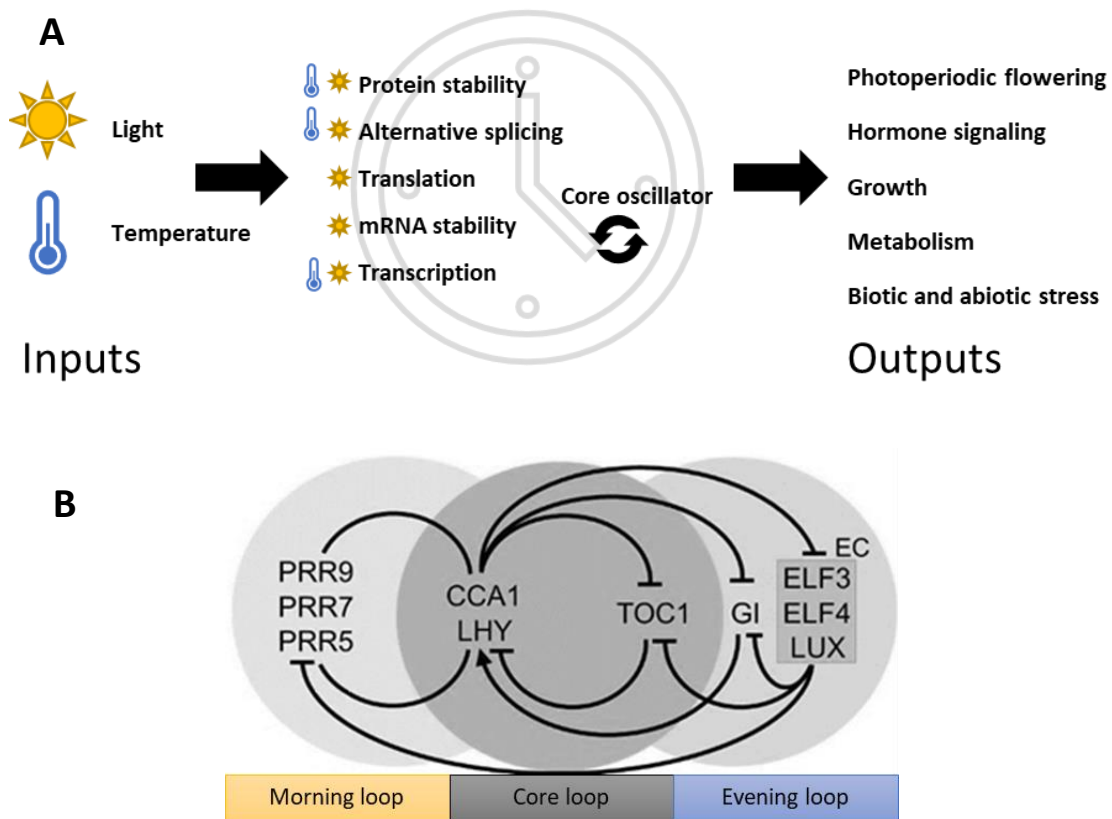 A
Light
Temperature
Inputs
Protein stability
Alternative splicing
Translation
mRNA stability
Transcription
Core oscillator
Photoperiodic flowering
Hormone signaling
Growth
Metabolism
Biotic and abiotic stress
Outputs
B
PRR9
PRR7
PRR5
CCA1
LHY
TOC1
GI
EC
ELF3
ELF4
LUX
Morning loop
Core loop
Evening loop